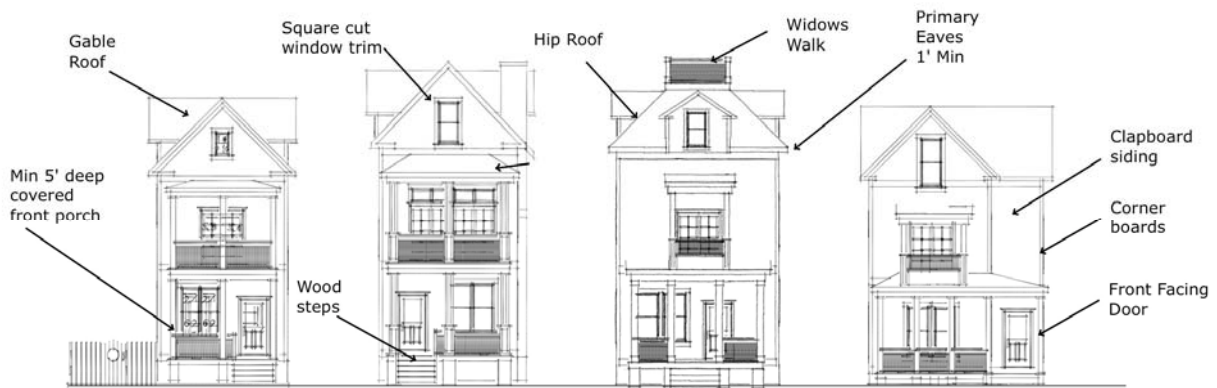 Gable
Roof
Square cut
window trim
Hip Roof
Widows
Walk
Primary
Eaves
1' Min
Min 5' deep
covered
front porch
Wood
steps
Clapboard
siding
Corner
boards
Front Facing
Door